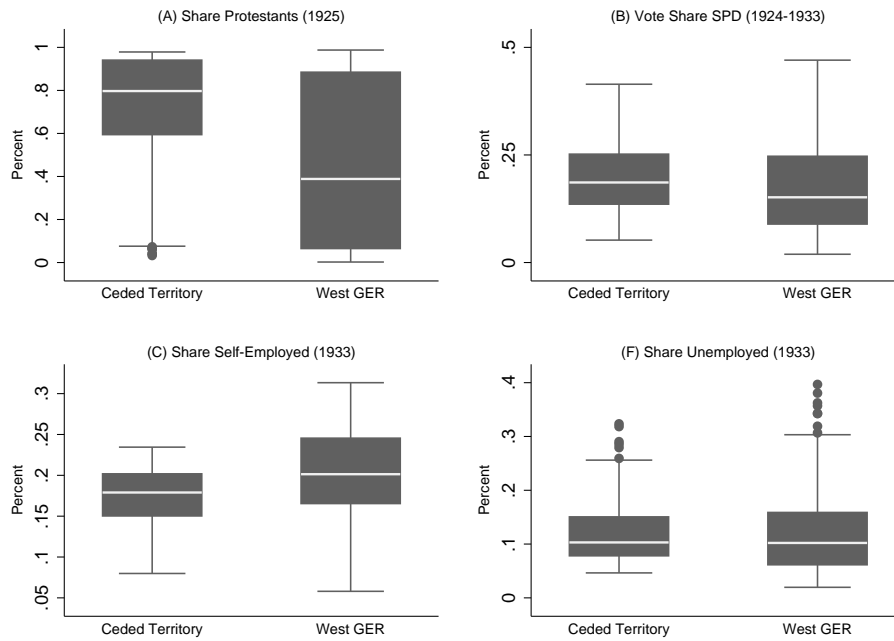 (A) Share Protestants (1925)
Percent
1
.8
.6
.4
.2
0
Ceded Territory West GER
(B) Vote Share SPD (1924-1933)
Percent
.5
.25
0
Ceded Territory West GER
(C) Share Self-Employed (1933)
Percent
.3
.25
.2
.15
.1
.05
Ceded Territory West GER
(F) Share Unemployed (1933)
Percent
.4
.3
.2
.1
0
Ceded Territory West GER